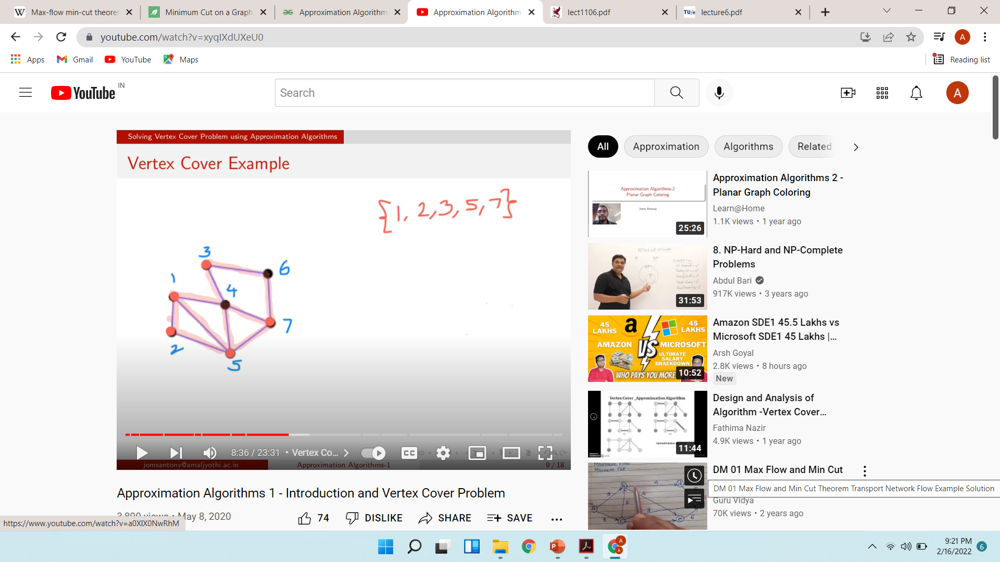 Max-flow min-cut theorem
Minimum Cut on a Graph
Approximation Algorithm
Approximation Algorithm
lect1106.pdf
TU/e lecture6.pdf
youtube.com/watch?v=xyqIXdUXeU0
A
Apps Gmail YouTube Maps Reading list
YouTube IN
Search
A
Solving Vertex Cover Problem using Approximation Algorithms
Vertex Cover Example
{1, 2, 3, 5, 7}
3
6
1
4
7
2
5
8:36 / 23:31 • Vertex Co...
CC
jomsantony@amaljyothi.ac.in Approximation Algorithms-1 9 / 18
Approximation Algorithms 1 - Introduction and Vertex Cover Problem
3,890 views • May 8, 2020
74 DISLIKE SHARE SAVE
https://www.youtube.com/watch?v=a0XIX0NwRhM
All Approximation Algorithms Related
Approximation Algorithms-2
Planar Graph Coloring
Joms Antony
25:26
Approximation Algorithms 2 -
Planar Graph Coloring
Learn@Home
1.1K views • 1 year ago
P NP
31:53
8. NP-Hard and NP-Complete
Problems
Abdul Bari
917K views • 3 years ago
45 LAKHS
a
45 LAKHS
AMAZON VS MICROSOFT
ULTIMATE
SALARY
BRAEKDOWN
WHO PAYS YOU MORE
10:52
Amazon SDE1 45.5 Lakhs vs
Microsoft SDE1 45 Lakhs |...
Arsh Goyal
2.8K views • 8 hours ago
New
Vertex Cover _Approximation Algorithm
11:44
Design and Analysis of
Algorithm -Vertex Cover...
Fathima Nazir
4.9K views • 1 year ago
Maximum Flow
Minimum Cut
DM 01 Max Flow and Min Cut
DM 01 Max Flow and Min Cut Theorem Transport Network Flow Example Solution
Guru Vidya
70K views • 2 years ago
9:21 PM
2/16/2022
6